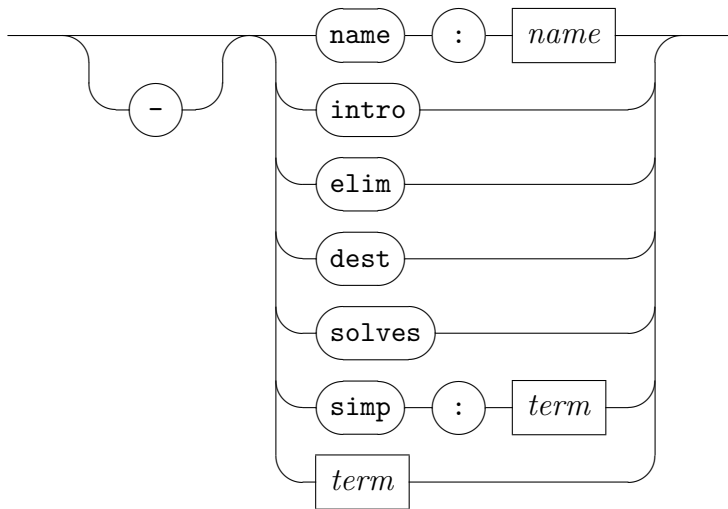 name : name
-
intro
elim
dest
solves
simp : term
term